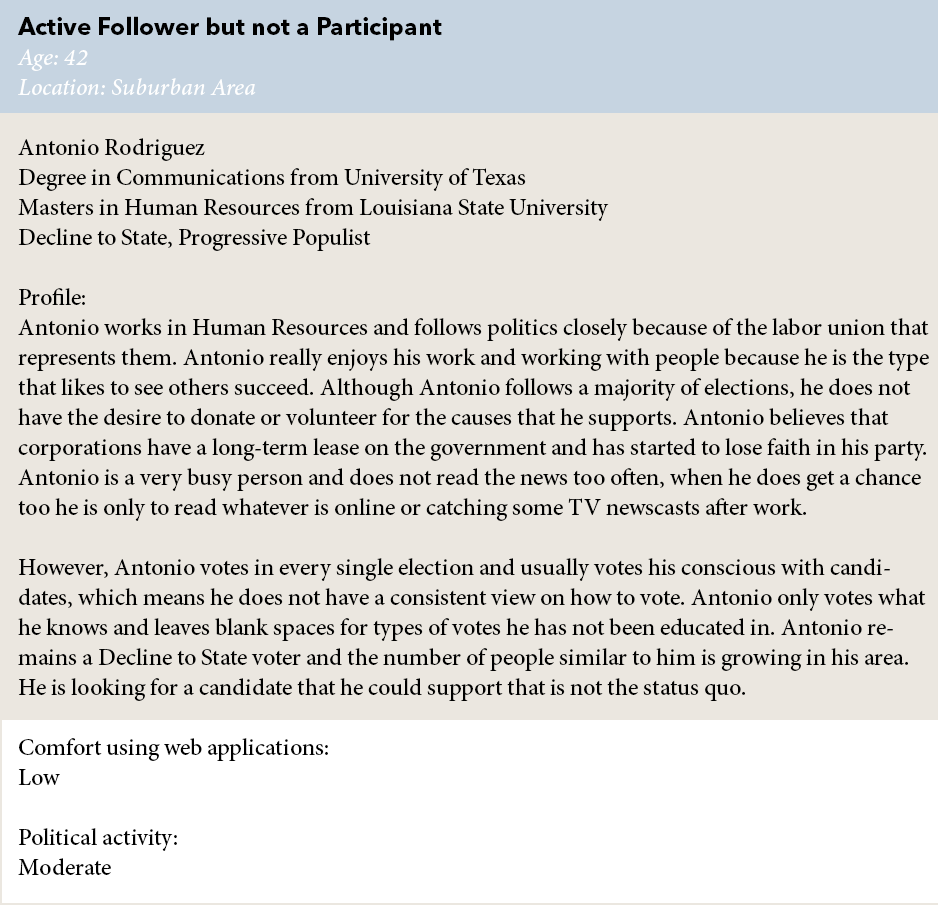 Active Follower but not a Participant
Age: 42
Location: Suburban Area
Antonio Rodriguez
Degree in Communications from University of Texas
Masters in Human Resources from Louisiana State University
Decline to State, Progressive Populist
Profile:
Antonio works in Human Resources and follows politics closely because of the labor union that
represents them. Antonio really enjoys his work and working with people because he is the type
that likes to see others succeed. Although Antonio follows a majority of elections, he does not
have the desire to donate or volunteer for the causes that he supports. Antonio believes that
corporations have a long-term lease on the government and has started to lose faith in his party.
Antonio is a very busy person and does not read the news too often, when he does get a chance
too he is only to read whatever is online or catching some TV newscasts after work.
However, Antonio votes in every single election and usually votes his conscious with candi-
dates, which means he does not have a consistent view on how to vote. Antonio only votes what
he knows and leaves blank spaces for types of votes he has not been educated in. Antonio re-
mains a Decline to State voter and the number of people similar to him is growing in his area.
He is looking for a candidate that he could support that is not the status quo.
Comfort using web applications:
Low
Political activity:
Moderate